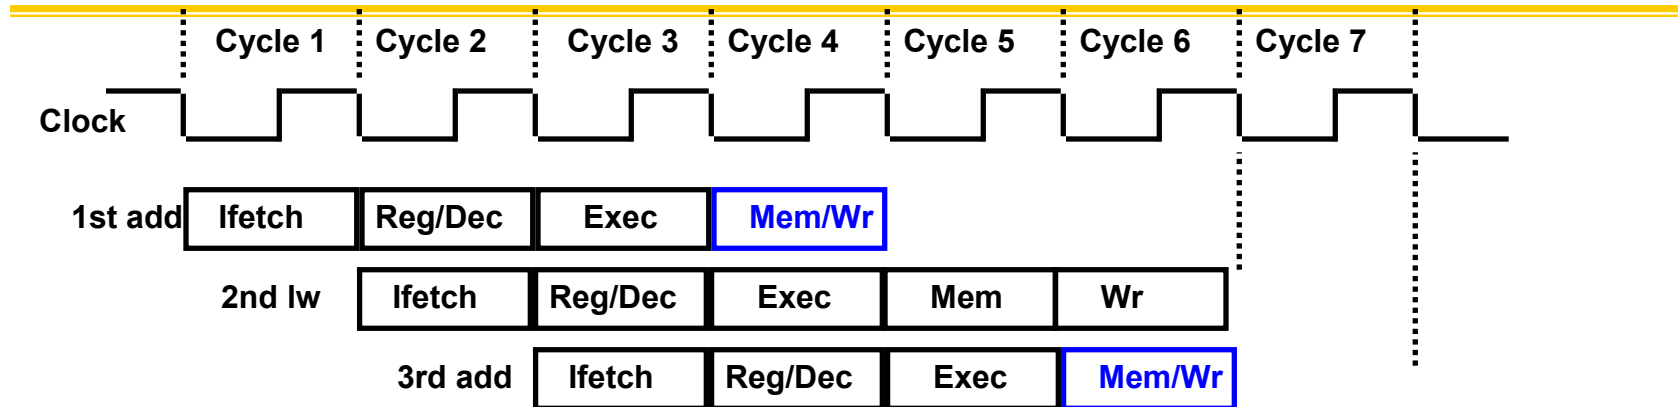 Cycle 1 Cycle 2 Cycle 3 Cycle 4 Cycle 5 Cycle 6 Cycle 7
Clock
1st add Ifetch Reg/Dec Exec Mem/Wr
2nd lw Ifetch Reg/Dec Exec Mem Wr
3rd add Ifetch Reg/Dec Exec Mem/Wr